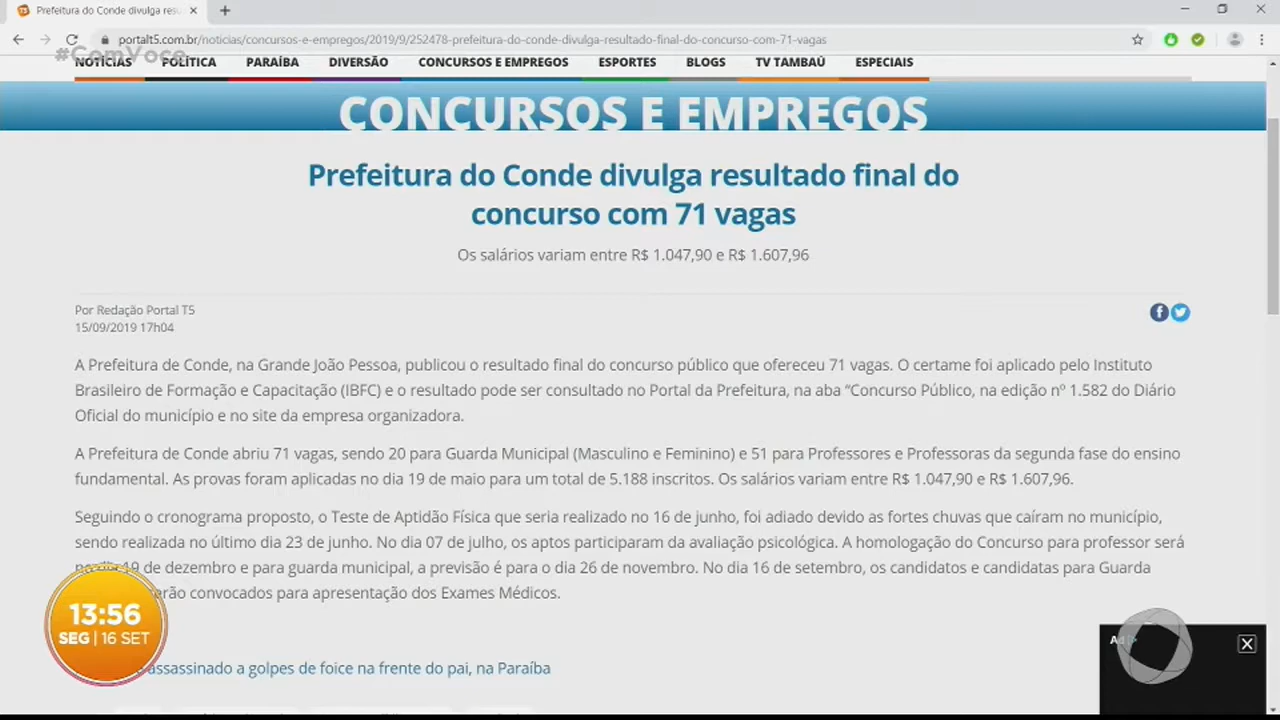 Prefeitura do Conde divulga resu
portalt5.com.br/noticias/concursos-e-empregos/2019/9/252478-prefeitura-do-conde-divulga-resultado-final-do-concurso-com-71-vagas
#ComVoce
NOTÍCIAS POLÍTICA PARAÍBA DIVERSÃO CONCURSOS E EMPREGOS ESPORTES BLOGS TV TAMBAÚ ESPECIAIS
CONCURSOS E EMPREGOS
Prefeitura do Conde divulga resultado final do
concurso com 71 vagas
Os salários variam entre R$ 1.047,90 e R$ 1.607,96
Por Redação Portal T5
15/09/2019 17h04
A Prefeitura de Conde, na Grande João Pessoa, publicou o resultado final do concurso público que ofereceu 71 vagas. O certame foi aplicado pelo Instituto
Brasileiro de Formação e Capacitação (IBFC) e o resultado pode ser consultado no Portal da Prefeitura, na aba “Concurso Público, na edição nº 1.582 do Diário
Oficial do município e no site da empresa organizadora.
A Prefeitura de Conde abriu 71 vagas, sendo 20 para Guarda Municipal (Masculino e Feminino) e 51 para Professores e Professoras da segunda fase do ensino
fundamental. As provas foram aplicadas no dia 19 de maio para um total de 5.188 inscritos. Os salários variam entre R$ 1.047,90 e R$ 1.607,96.
Seguindo o cronograma proposto, o Teste de Aptidão Física que seria realizado no 16 de junho, foi adiado devido as fortes chuvas que caíram no município,
sendo realizada no último dia 23 de junho. No dia 07 de julho, os aptos participaram da avaliação psicológica. A homologação do Concurso para professor será
no dia 19 de dezembro e para guarda municipal, a previsão é para o dia 26 de novembro. No dia 16 de setembro, os candidatos e candidatas para Guarda
erão convocados para apresentação dos Exames Médicos.
13:56
SEG | 16 SET
assassinado a golpes de foice na frente do pai, na Paraíba
Ad